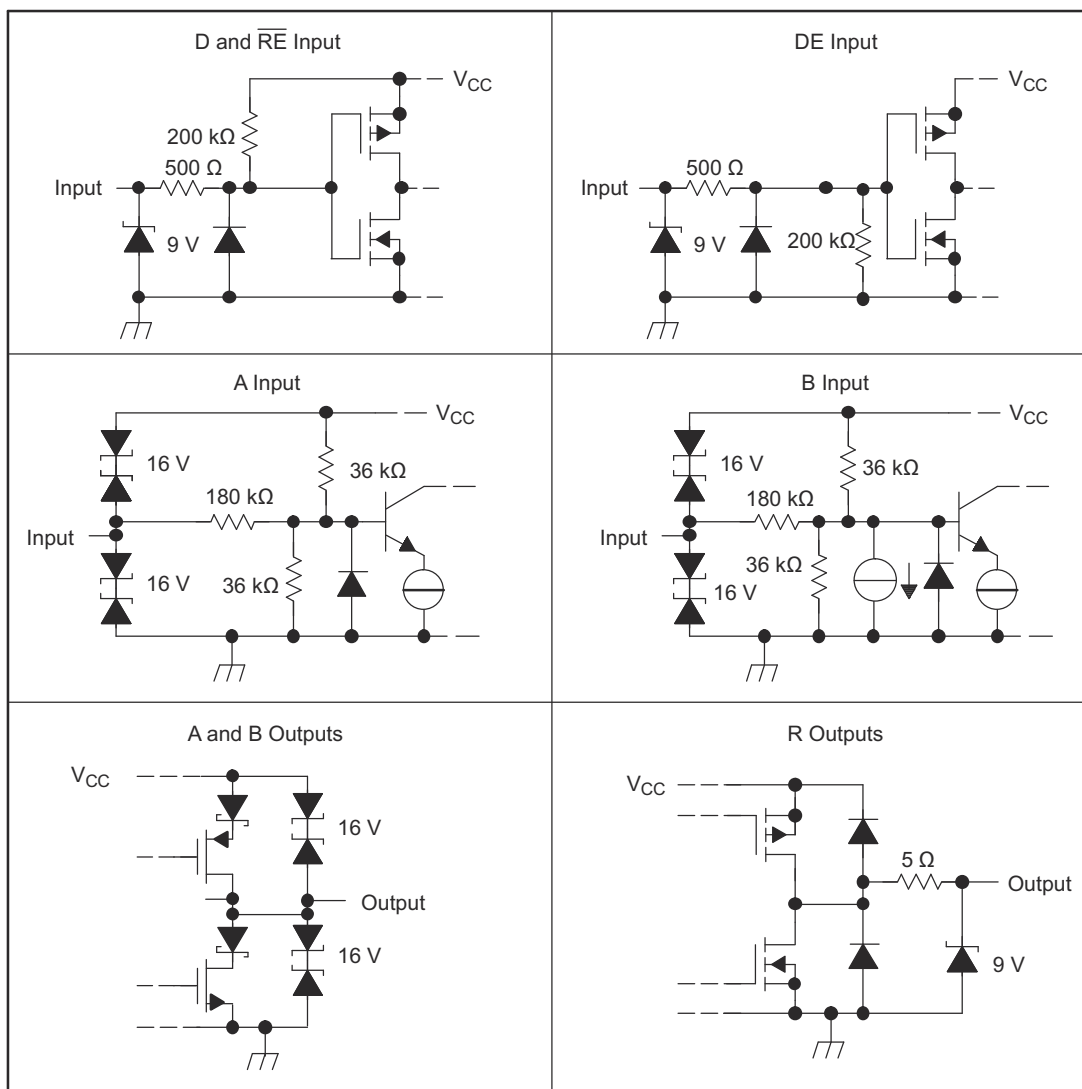 D and R̅E̅ Input
V_CC
200 kΩ
500 Ω
Input
9 V
DE Input
V_CC
500 Ω
Input
9 V
200 kΩ
A Input
V_CC
16 V
36 kΩ
180 kΩ
Input
16 V
36 kΩ
B Input
V_CC
16 V
36 kΩ
180 kΩ
Input
36 kΩ
16 V
A and B Outputs
V_CC
16 V
Output
16 V
R Outputs
V_CC
5 Ω
Output
9 V